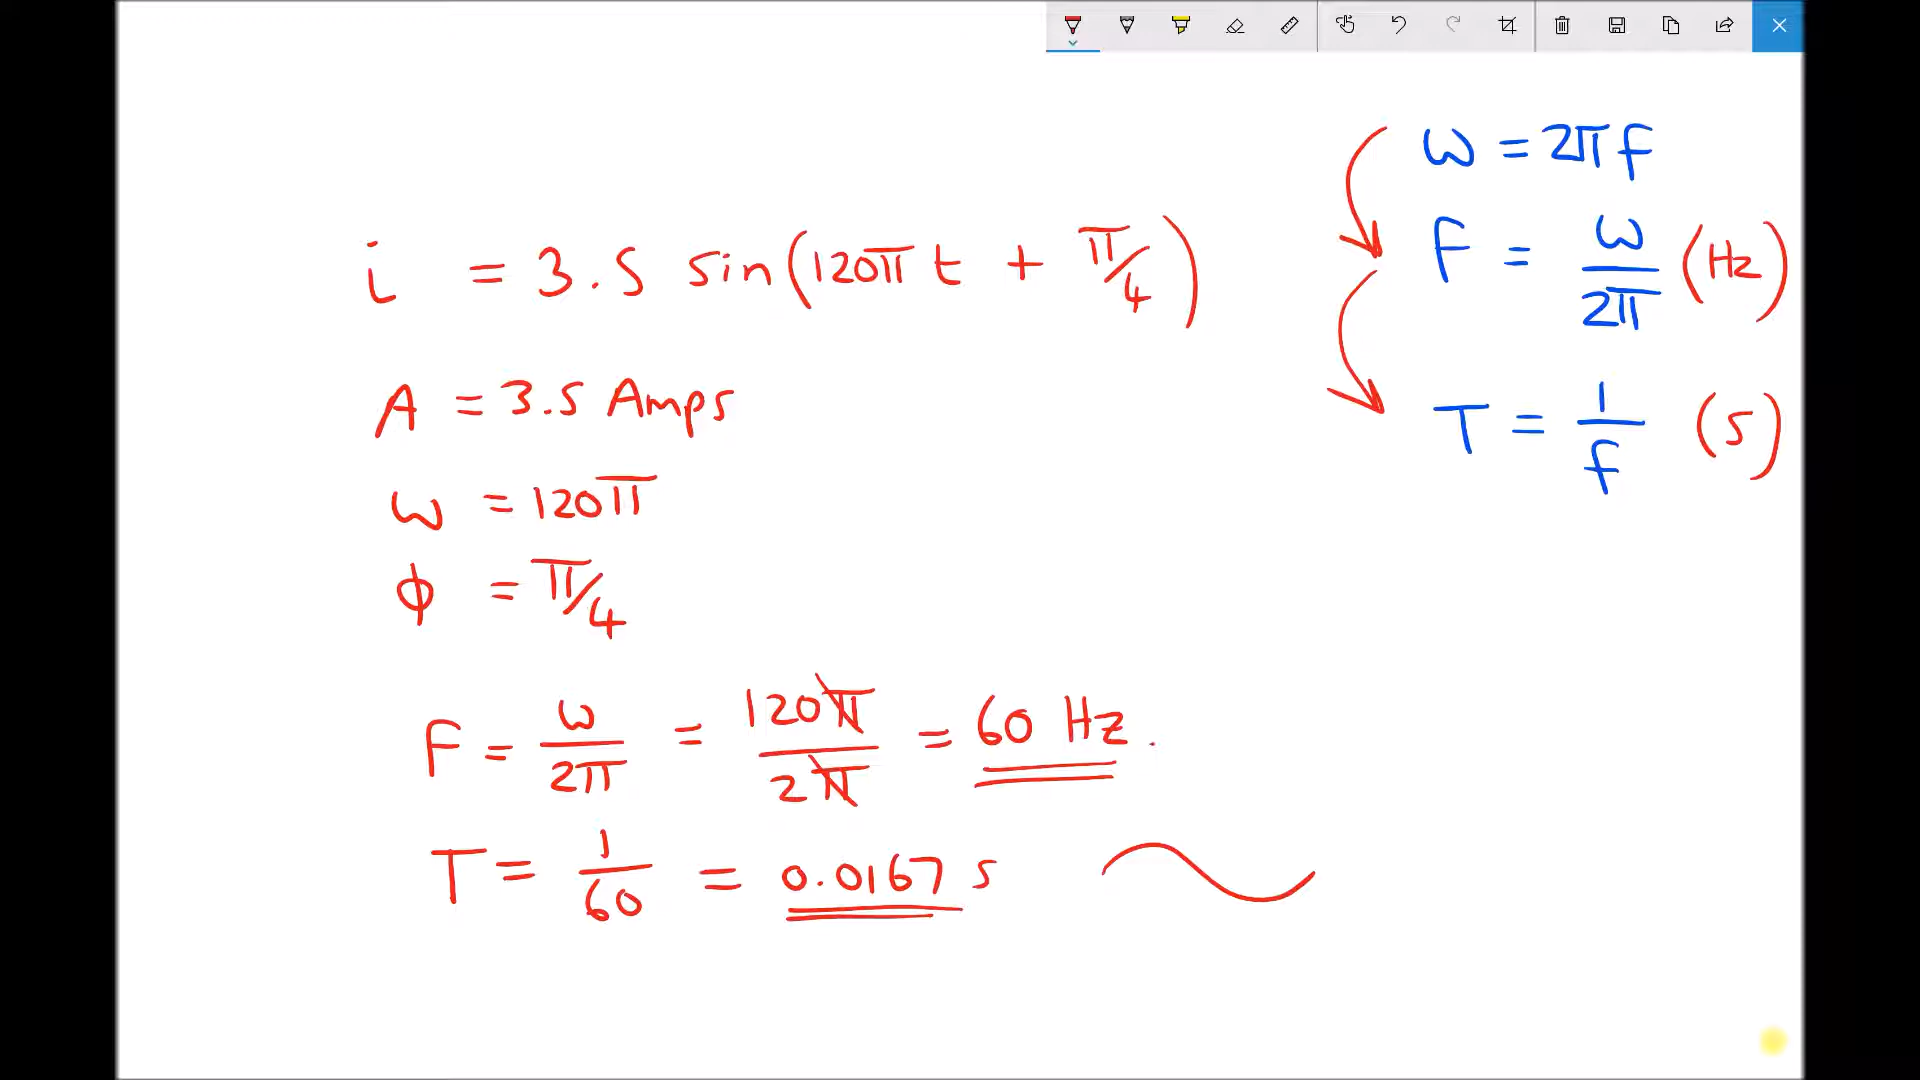 i = 3.5 sin(120π t + π/4)
A = 3.5 Amps
ω = 120π
ϕ = π/4
F = ω/2π = 120π/2π = 60 Hz.
T = 1/60 = 0.0167 s
ω = 2πf
F = ω/2π (Hz)
T = 1/f (s)